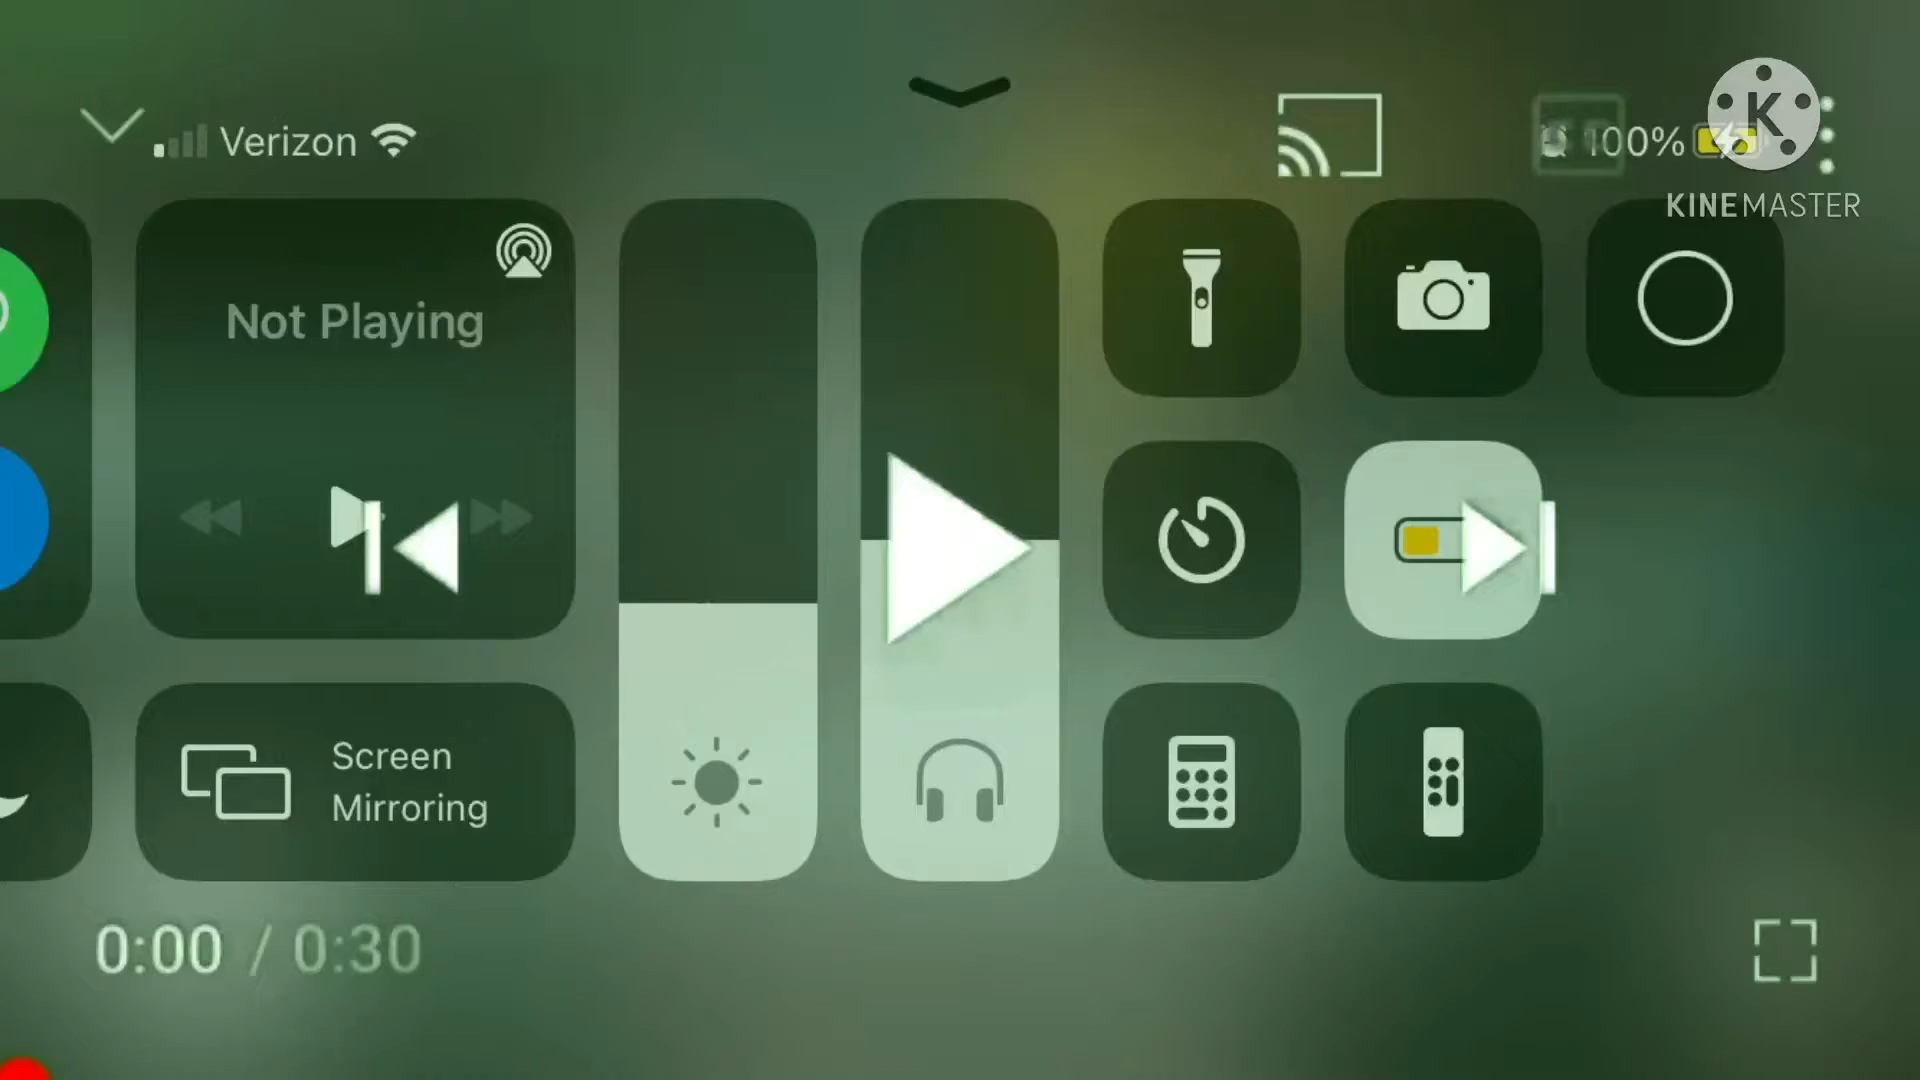 Verizon
100%
K
KINEMASTER
Not Playing
Screen
Mirroring
0:00 / 0:30